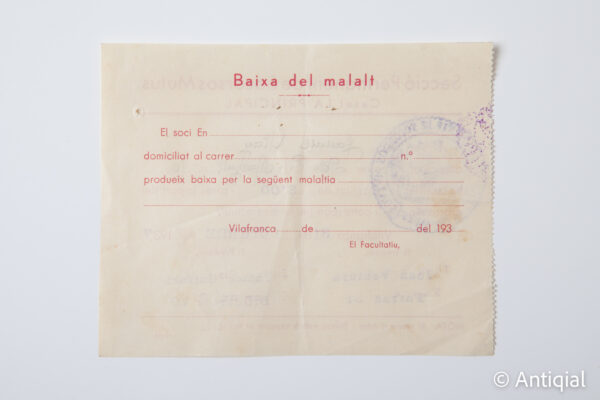 Baixa del malalt
El soci En
domiciliat al carrer n.º
produeix baixa per la següent malaltia
Vilafranca de del 193
El Facultatiu,
© Antiqial